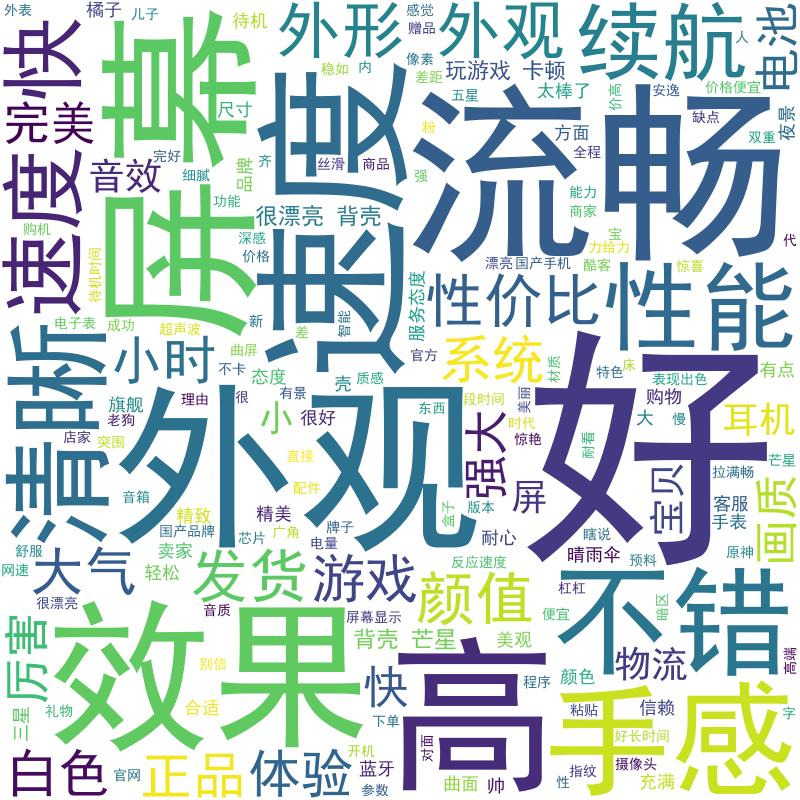 外表
橘子
儿子
待机
外形
感觉
赠品
外观
续航
人
电池
快
屏幕
稳如
内
像素
差距
玩游戏
卡顿
五星
太棒了
价高
安逸
价格便宜
缺点
双重
夜景
完美
尺寸
速度
流畅
粉
方面
全程
完好
细腻
音效
品牌
齐
丝滑
商品
强
能力
商家
速度
功能
很漂亮
背壳
宝
力给力
代
购机
深感
价格
待机时间
服务态度
漂亮
国产手机
酷客
惊喜
性价比
性能
电子表
成功
超声波
新
差
智能
曲屏
官方
清晰
小时
不卡
态度
壳
质感
系统
材质
特色
床
表现出色
有点
旗舰
理由
很
有景
外观
东西
段时间
美丽
好
购物
老狗
小
很好
强大
时代
惊艳
耐看
大
慢
耳机
店家
突围
直接
芒星
音箱
配件
盒子
版本
屏
宝贝
拉满畅
客服
手表
画质
精致
精美
牌子
国产品牌
芯片
广角
电量
耐心
瞎说
晴雨伞
预料
原神
舒服
网速
大气
卖家
轻松
发货
游戏
反应速度
颜值
杠杠
不错
很漂亮
音质
屏幕显示
便宜
暗区
厉害
效果
背壳
芒星
美观
高
物流
高端
别信
快
程序
颜色
三星
礼物
合适
下单
手感
粘贴
信赖
字
对面
好长时间
白色
官网
正品
体验
开机
蓝牙
参数
曲面
帅
性
指纹
摄像头
充满